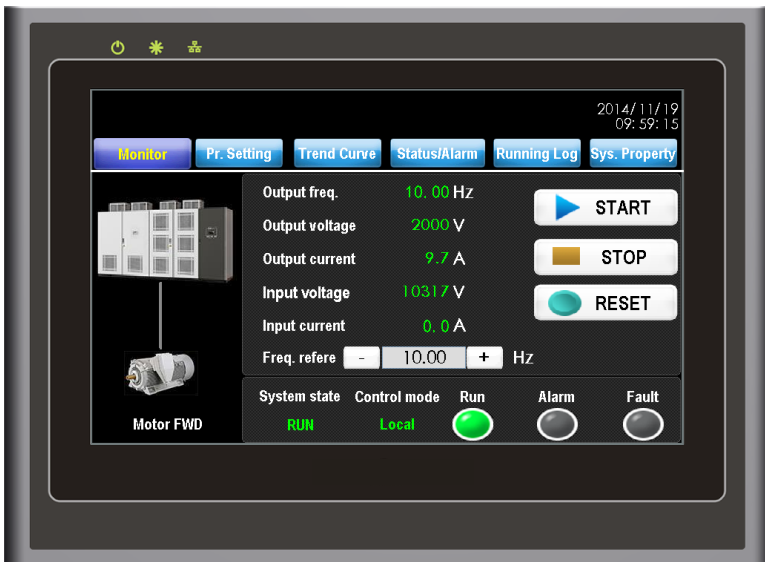 2014/11/19
09:59:15
Monitor Pr. Setting Trend Curve Status/Alarm Running Log Sys. Property
Output freq. 10.00 Hz
START
Output voltage 2000 V
Output current 9.7 A
STOP
Input voltage 10317 V
RESET
Input current 0.0 A
Freq. refere - 10.00 + Hz
System state Control mode Run Alarm Fault
RUN Local
Motor FWD